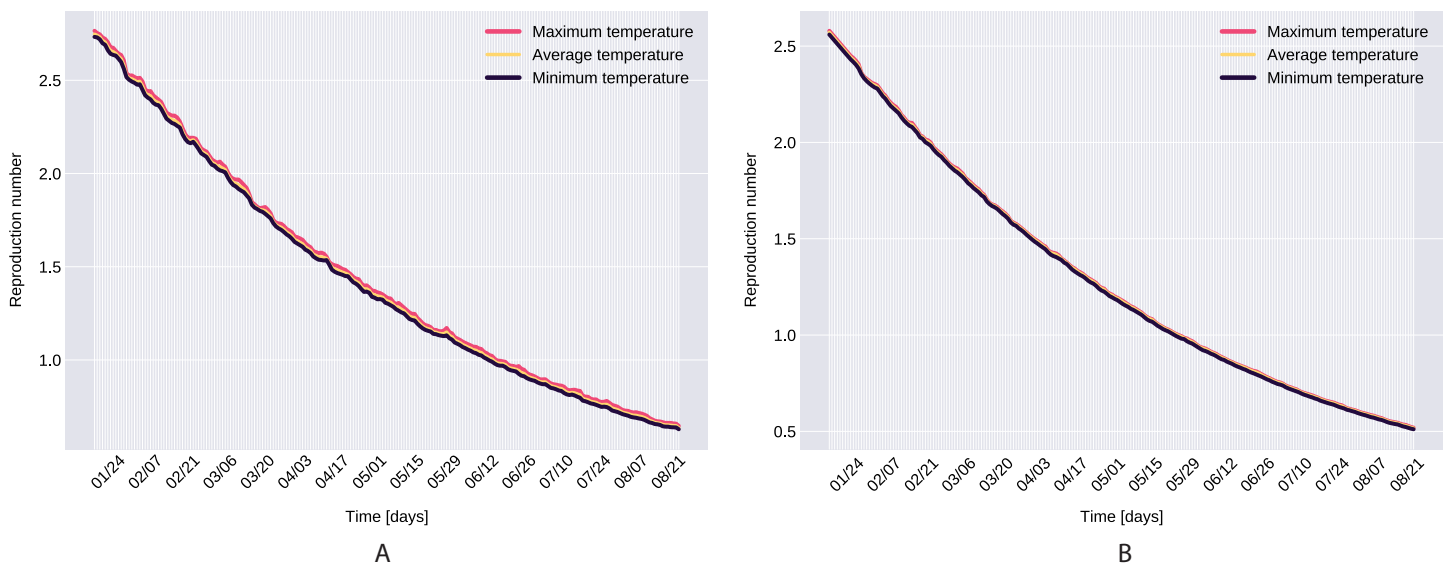 Maximum temperature
Average temperature
Minimum temperature
2.5
2.0
1.5
1.0
Reproduction number
01/24 02/07 02/21 03/06 03/20 04/03 04/17 05/01 05/15 05/29 06/12 06/26 07/10 07/24 08/07 08/21
Time [days]
A
Maximum temperature
Average temperature
Minimum temperature
2.5
2.0
1.5
1.0
0.5
Reproduction number
01/24 02/07 02/21 03/06 03/20 04/03 04/17 05/01 05/15 05/29 06/12 06/26 07/10 07/24 08/07 08/21
Time [days]
B